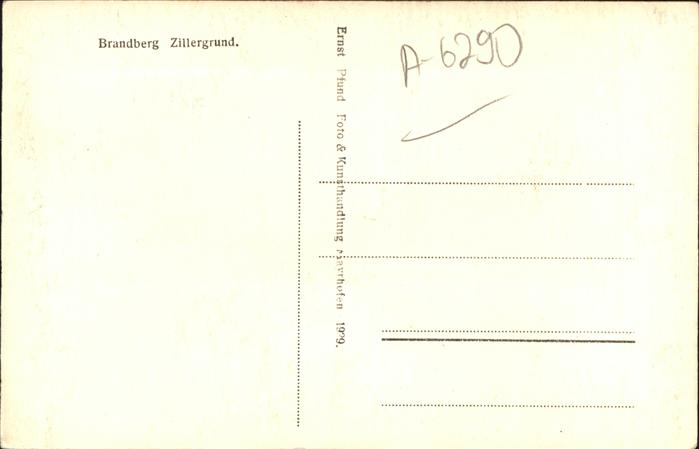 Brandberg Zillergrund.
Ernst Pfund Foto & Kunsthandlung Mayrhofen 1929.
A-6290